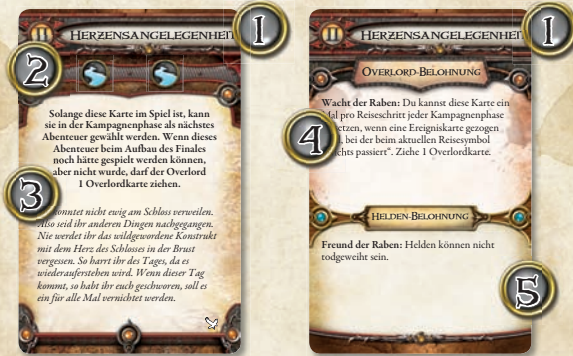 II HERZENSANGELEGENHEIT
1
2
Solange diese Karte im Spiel ist, kann
sie in der Kampagnenphase als nächstes
Abenteuer gewählt werden. Wenn dieses
Abenteuer beim Aufbau des Finales
noch hätte gespielt werden können,
aber nicht wurde, darf der Overlord
1 Overlordkarte ziehen.
3
konntet nicht ewig am Schloss verweilen.
Also seid ihr anderen Dingen nachgegangen.
Nie werdet ihr das wildgewordene Konstrukt
mit dem Herz des Schlosses in der Brust
vergessen. So harrt ihr des Tages, da es
wiederauferstehen wird. Wenn dieser Tag
kommt, so habt ihr euch geschworen, soll es
ein für alle Mal vernichtet werden.
II HERZENSANGELEGENHEIT
1
OVERLORD-BELOHNUNG
Wacht der Raben: Du kannst diese Karte ein
Mal pro Reiseschritt jeder Kampagnenphase
4
wenn eine Ereigniskarte gezogen
bei der beim aktuellen Reisesymbol
passiert“. Ziehe 1 Overlordkarte.
HELDEN-BELOHNUNG
Freund der Raben: Helden können nicht
todgeweiht sein.
5